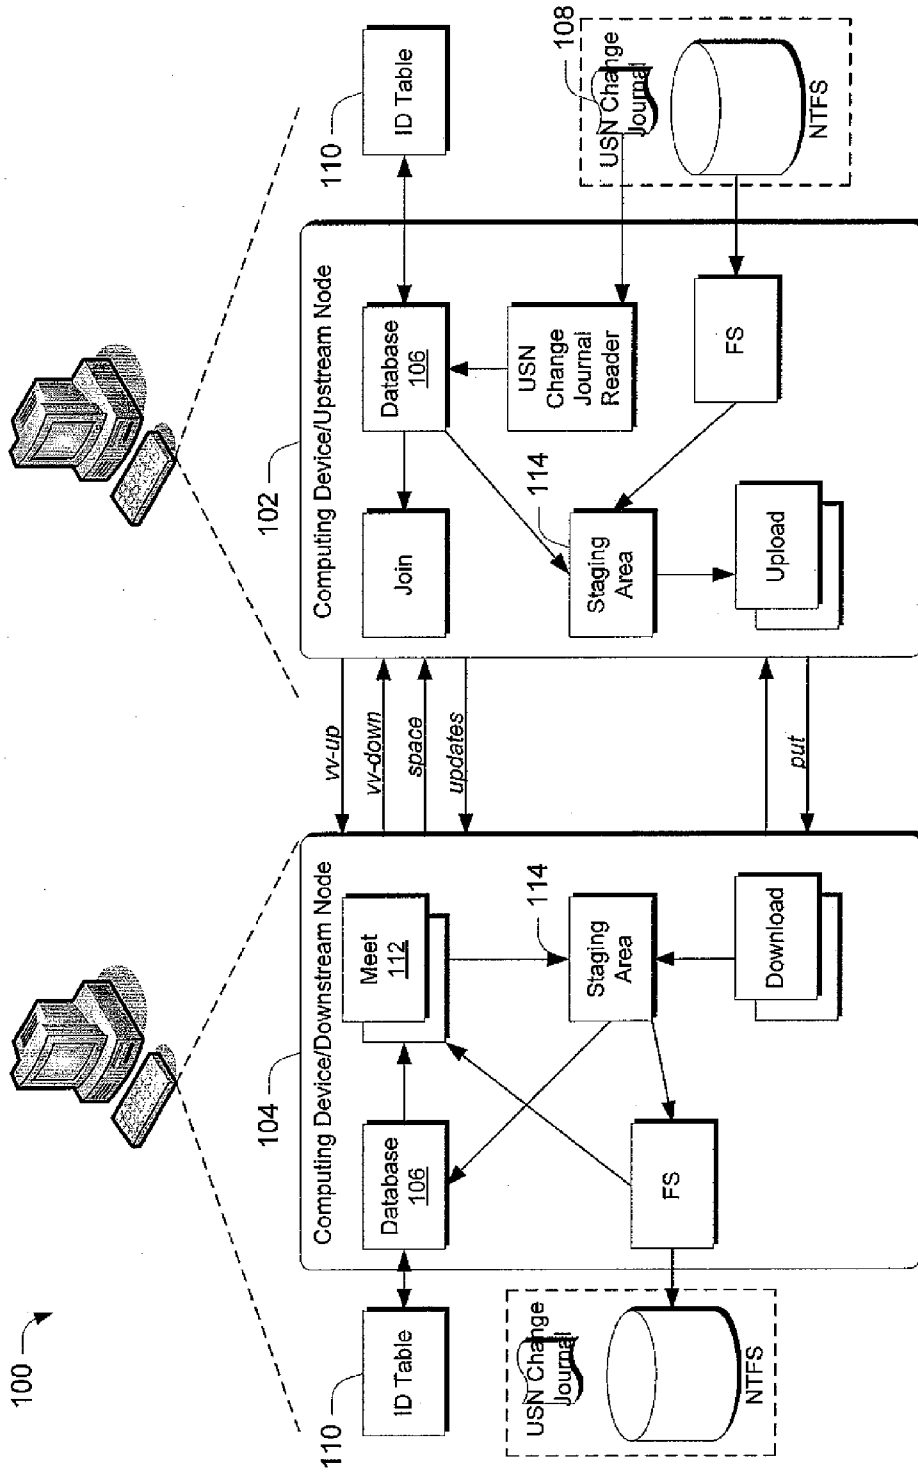 100
104
102
110
Computing Device/Downstream Node
ID Table
Database
106
Meet
112
114
Staging
Area
FS
Download
USN Change
Journal
NTFS
vv-up
vv-down
space
updates
put
Computing Device/Upstream Node
Join
Database
106
110
ID Table
114
Staging
Area
USN
Change
Journal
Reader
108
USN Change
Journal
Upload
FS
NTFS